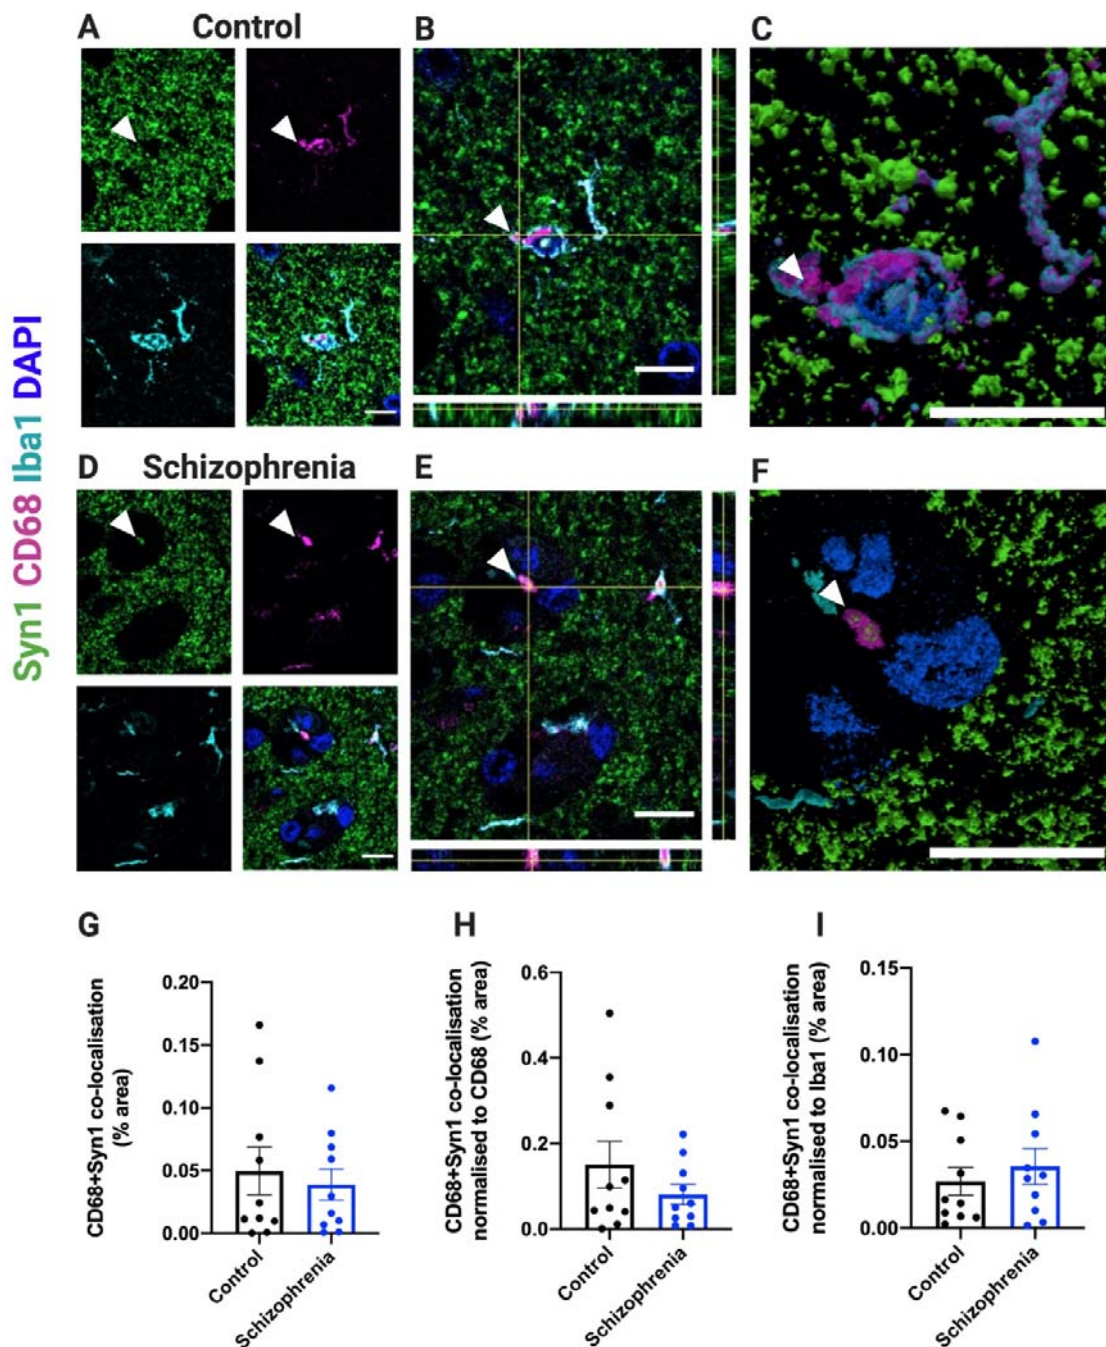 A Control B C
Syn1 CD68 Iba1 DAPI
D Schizophrenia E F
G H I
CD68+Syn1 co-localisation
(% area)
0.20
0.15
0.10
0.05
0.00
Control
Schizophrenia
CD68+Syn1 co-localisation
normalised to CD68 (% area)
0.6
0.4
0.2
0.0
Control
Schizophrenia
CD68+Syn1 co-localisation
normalised to Iba1 (% area)
0.15
0.10
0.05
0.00
Control
Schizophrenia